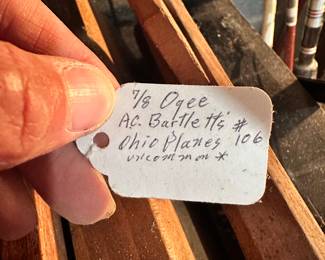 7/8 Ogee
A.C. Bartlett's #
Ohio Planes 106
uncommon *